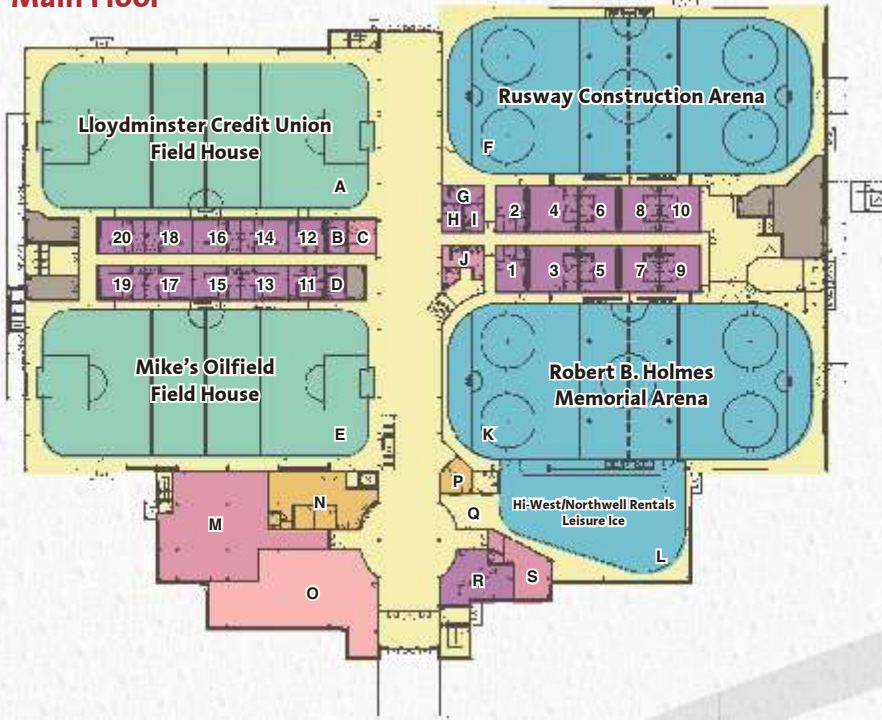 Main Floor
Rusway Construction Arena
F
Lloydminster Credit Union
Field House
A
G
H I
2 4 6 8 10
20 18 16 14 12 B C
J
1 3 5 7 9
19 17 15 13 11 D
Mike's Oilfield
Field House
E
Robert B. Holmes
Memorial Arena
K
P
N
M
Q
Hi-West/Northwell Rentals
Leisure Ice
L
O
R
S